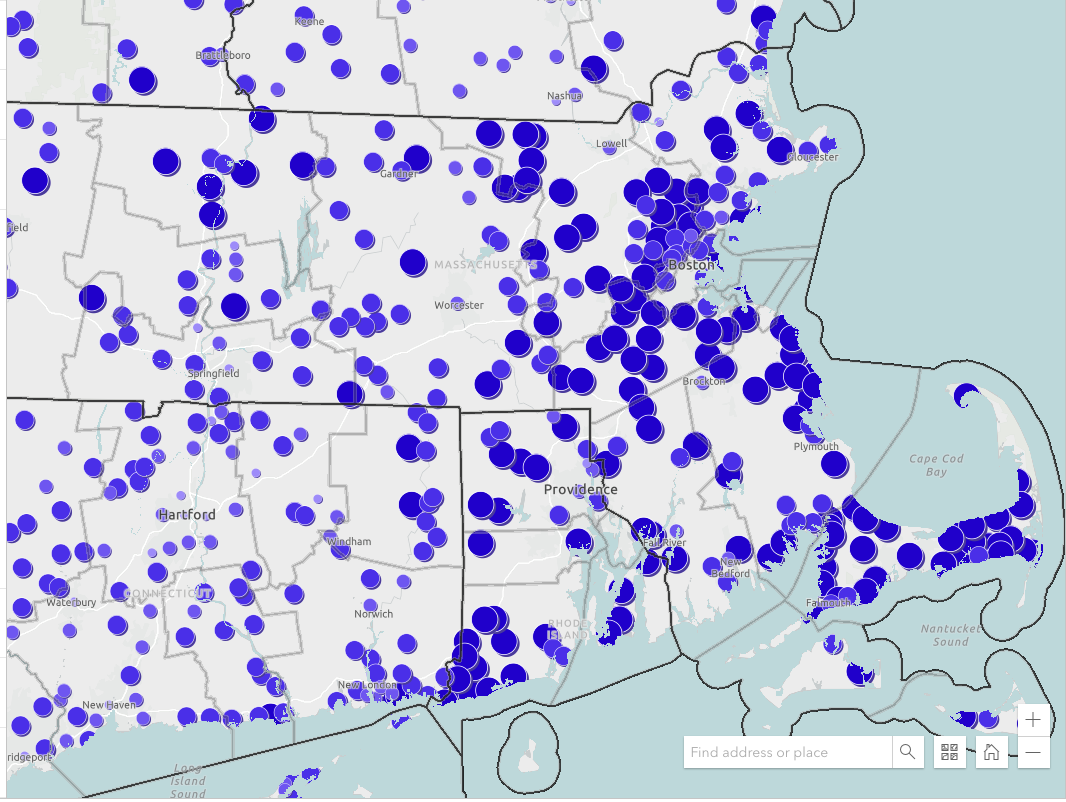 Keene
Brattleboro
Nashua
Lowell
Gloucester
Gardner
ield
MASSACHUSETTS
Boston
Worcester
Springfield
Brockton
Plymouth
Cape Cod
Bay
Providence
Hartford
Windham
Fall River
New
Bedford
Waterbury
CONNECTICUT
Falmouth
Norwich
RHODE
ISLAND
Nantucket
Sound
New London
New Haven
ridgeport
Long
Island
Sound
Find address or place
+
−